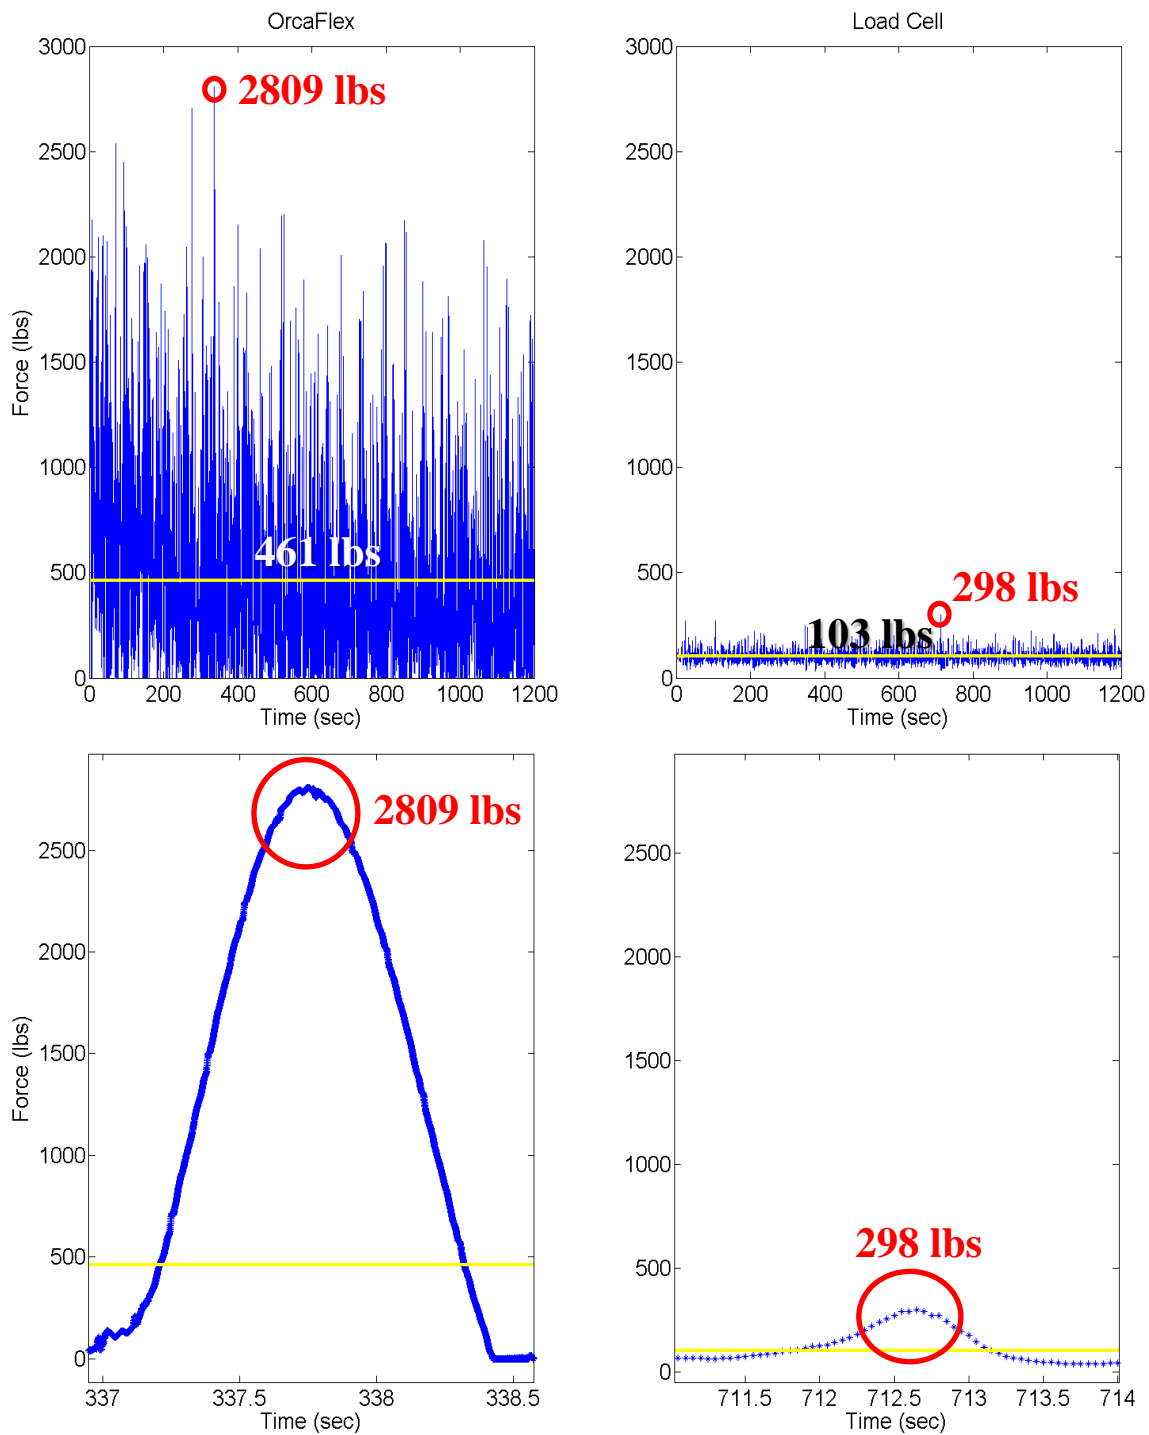 OrcaFlex
3000
2500
2000
1500
1000
500
0
Force (lbs)
2809 lbs
461 lbs
0 200 400 600 800 1000 1200
Time (sec)
Load Cell
3000
2500
2000
1500
1000
500
0
298 lbs
103 lbs
0 200 400 600 800 1000 1200
Time (sec)
2500
2000
1500
1000
500
0
Force (lbs)
2809 lbs
337 337.5 338 338.5
Time (sec)
2500
2000
1500
1000
500
0
298 lbs
711.5 712 712.5 713 713.5 714
Time (sec)